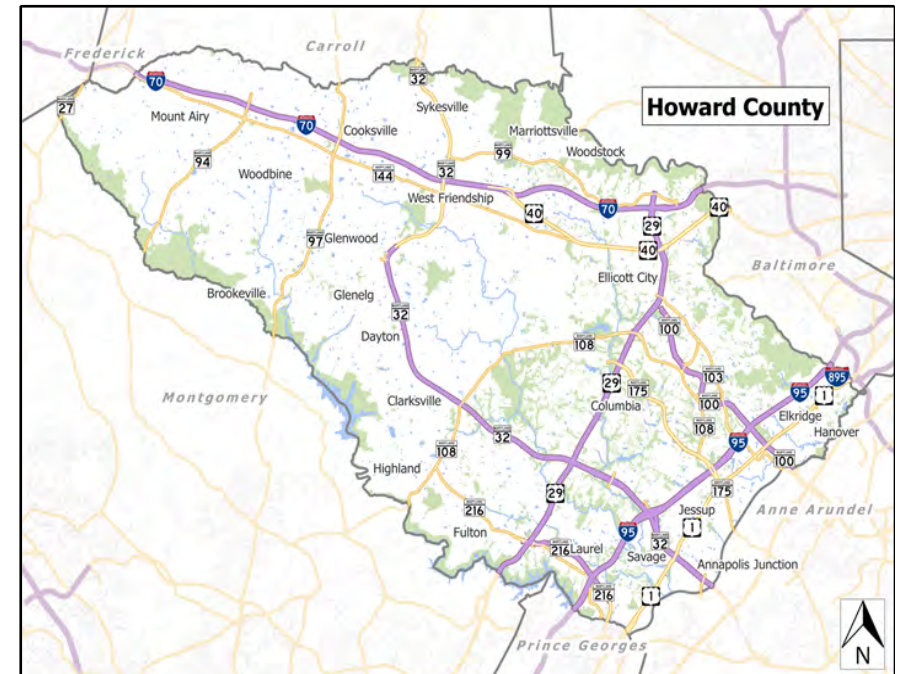 Howard County
Frederick
Carroll
70
32
27
Mount Airy
Sykesville
70
Cooksville
Marriottsville
94
99
Woodstock
Woodbine
144
32
West Friendship
40
70
40
29
97
Glenwood
40
Baltimore
Ellicott City
Brookeville
Glenelg
32
100
Dayton
108
103
895
29
175
95
Montgomery
Clarksville
Columbia
100
1
Elkridge
108
Hanover
32
95
108
100
Highland
175
29
216
Jessup
Anne Arundel
Fulton
95
1
216
Laurel
32
Savage
Annapolis Junction
216
1
Prince Georges
N